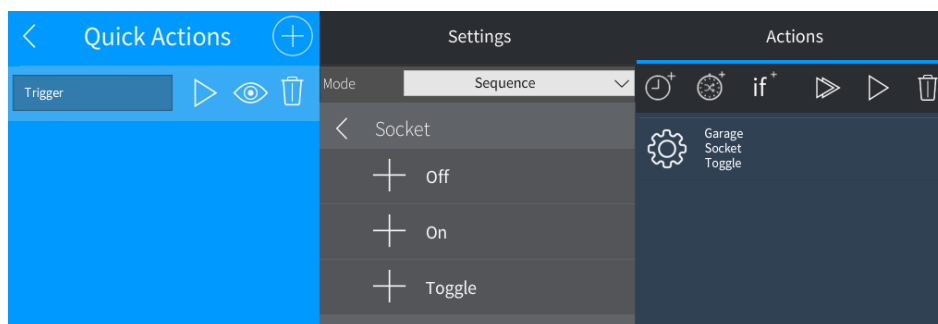 Quick Actions
Trigger
Settings
Mode
Sequence
Socket
Off
On
Toggle
Actions
if+
Garage
Socket
Toggle